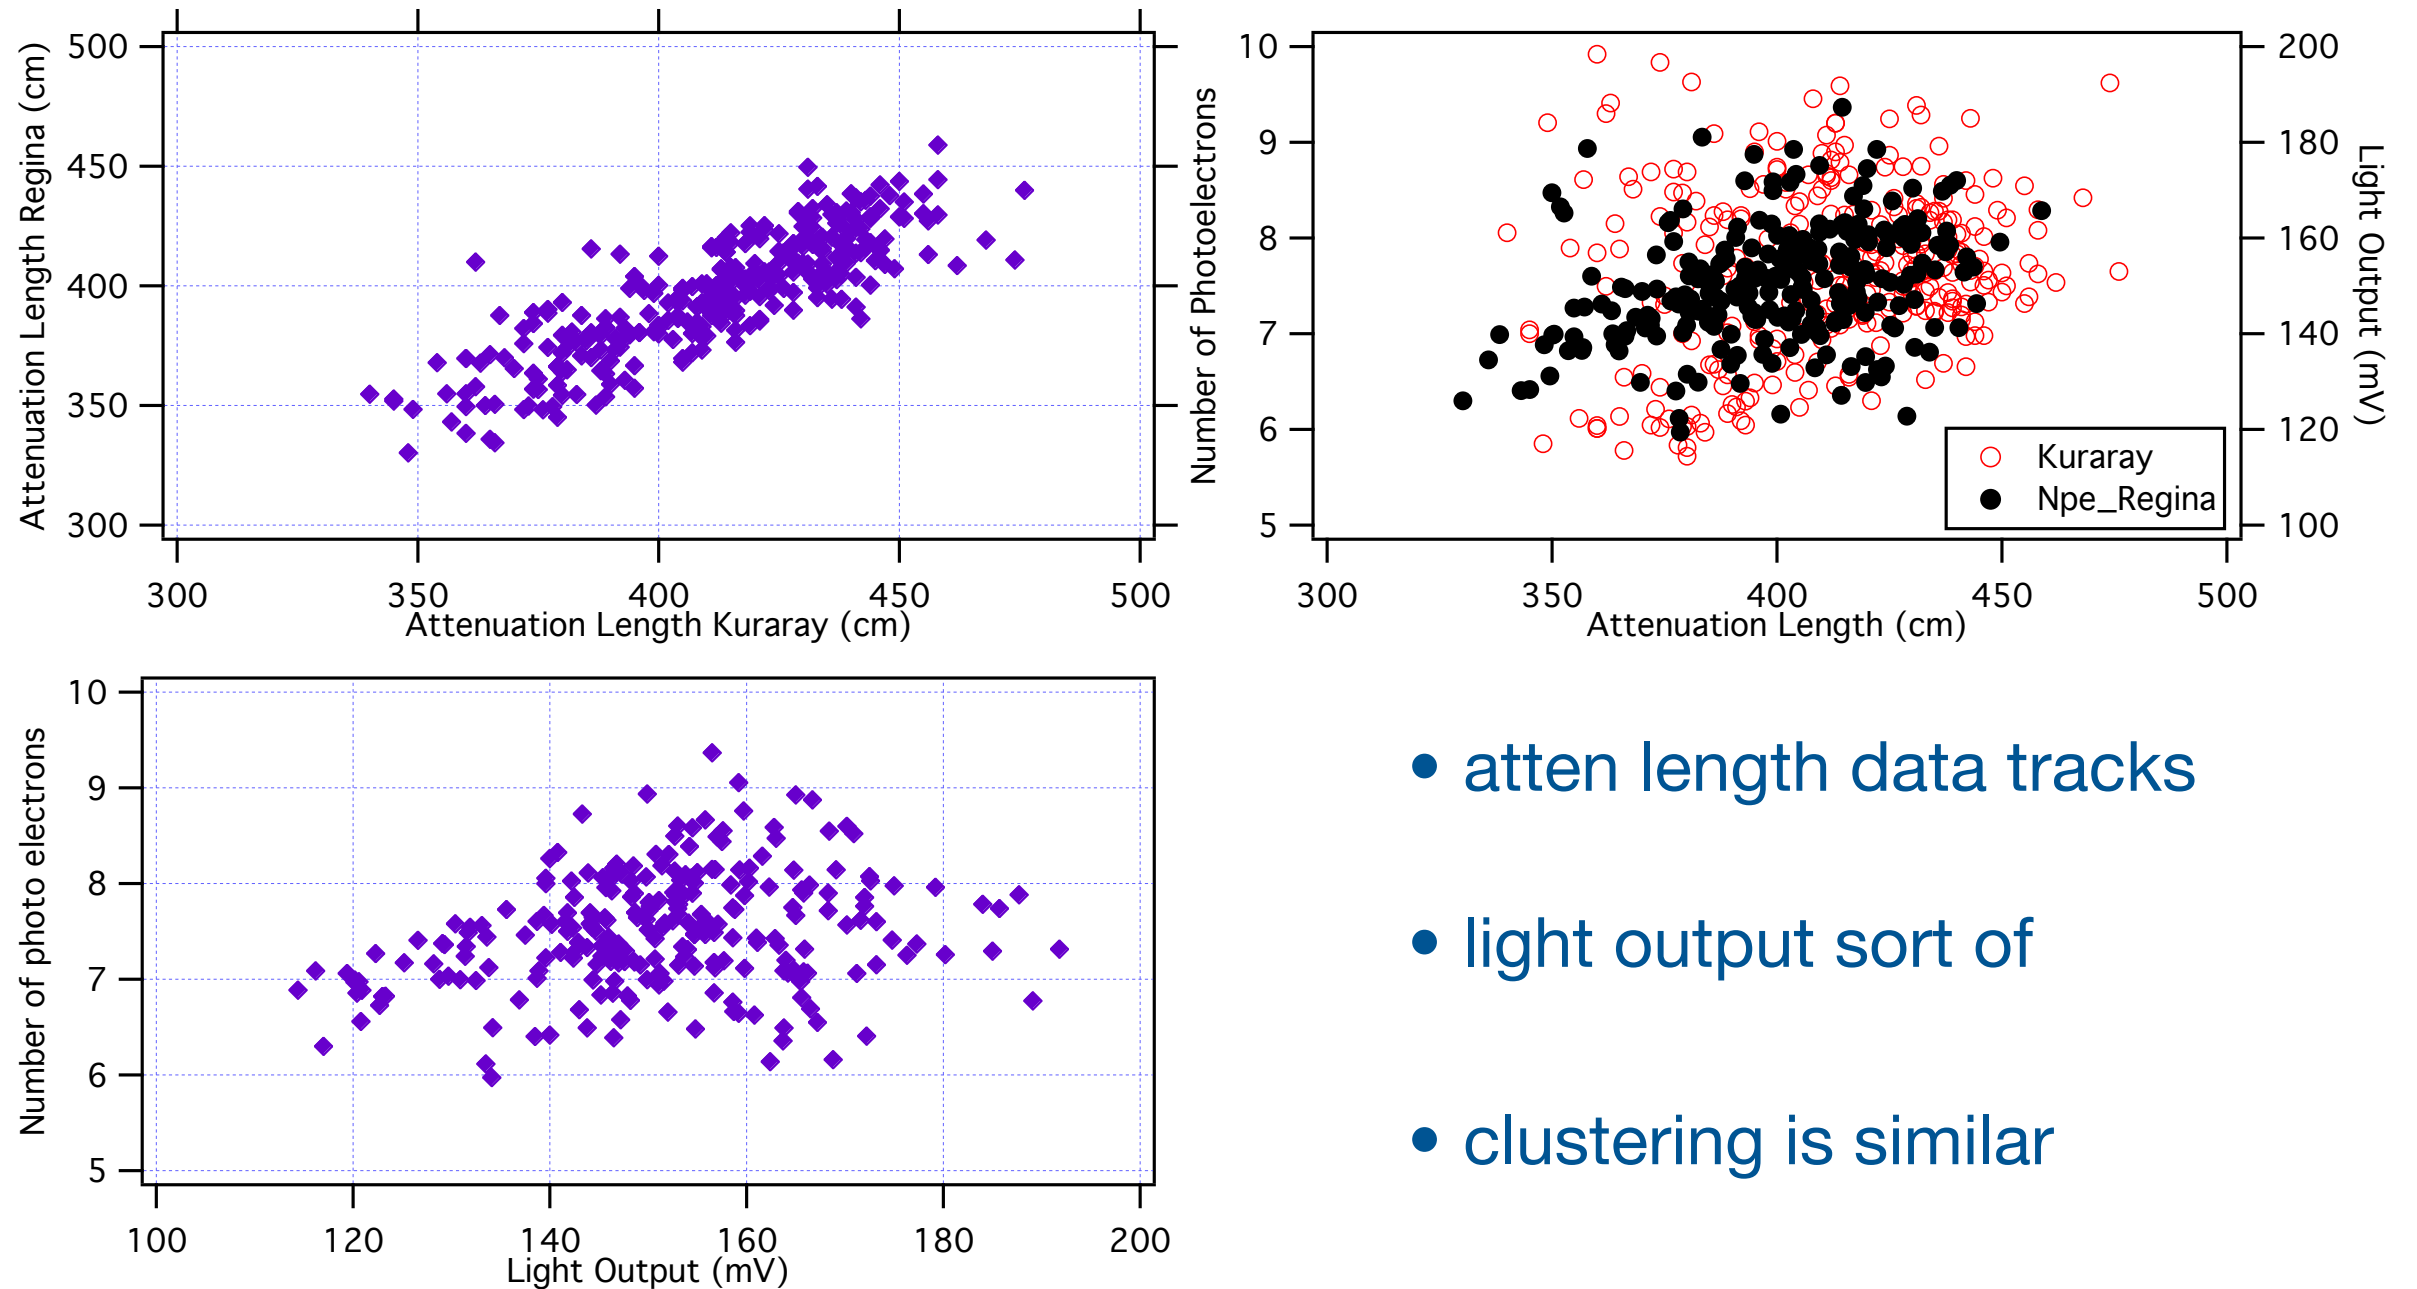 500
450
400
350
300
Attenuation Length Regina (cm)
300 350 400 450 500
Attenuation Length Kuraray (cm)
10
9
8
7
6
5
Number of Photoelectrons
200
180
160
140
120
100
Light Output (mV)
Kuraray
Npe_Regina
300 350 400 450 500
Attenuation Length (cm)
10
9
8
7
6
5
Number of photo electrons
100 120 140 160 180 200
Light Output (mV)
• atten length data tracks
• light output sort of
• clustering is similar